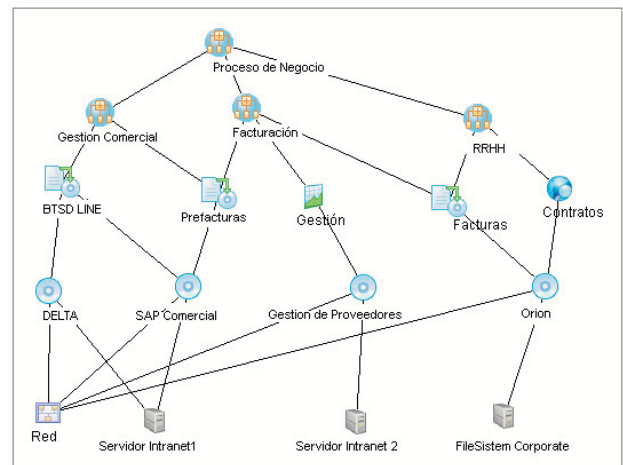 Proceso de Negocio
Gestion Comercial
Facturación
RRHH
BTSD LINE
Prefacturas
Gestión
Facturas
Contratos
DELTA
SAP Comercial
Gestion de Proveedores
Orion
Red
Servidor Intranet1
Servidor Intranet 2
FileSistem Corporate